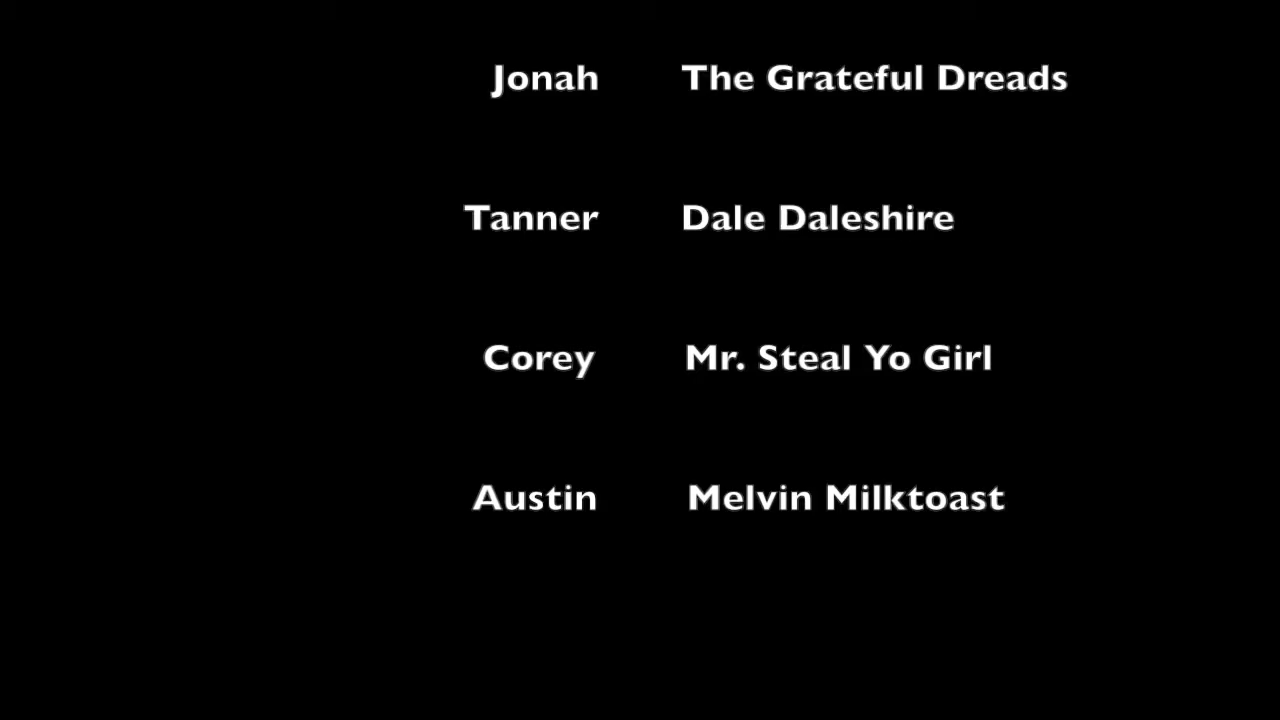 Jonah The Grateful Dreads
Tanner Dale Daleshire
Corey Mr. Steal Yo Girl
Austin Melvin Milktoast